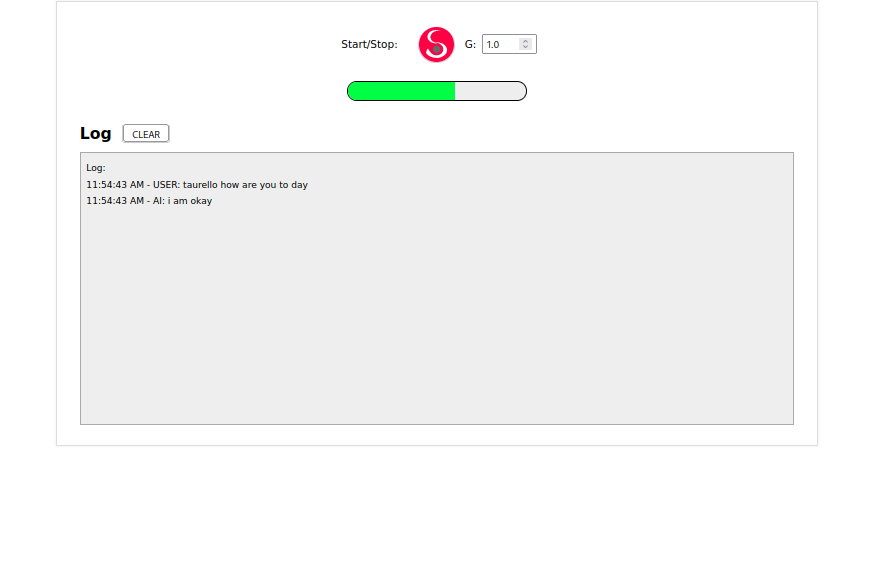 Start/Stop:
G: 1.0
Log CLEAR
Log:
11:54:43 AM - USER: taurello how are you to day
11:54:43 AM - AI: i am okay